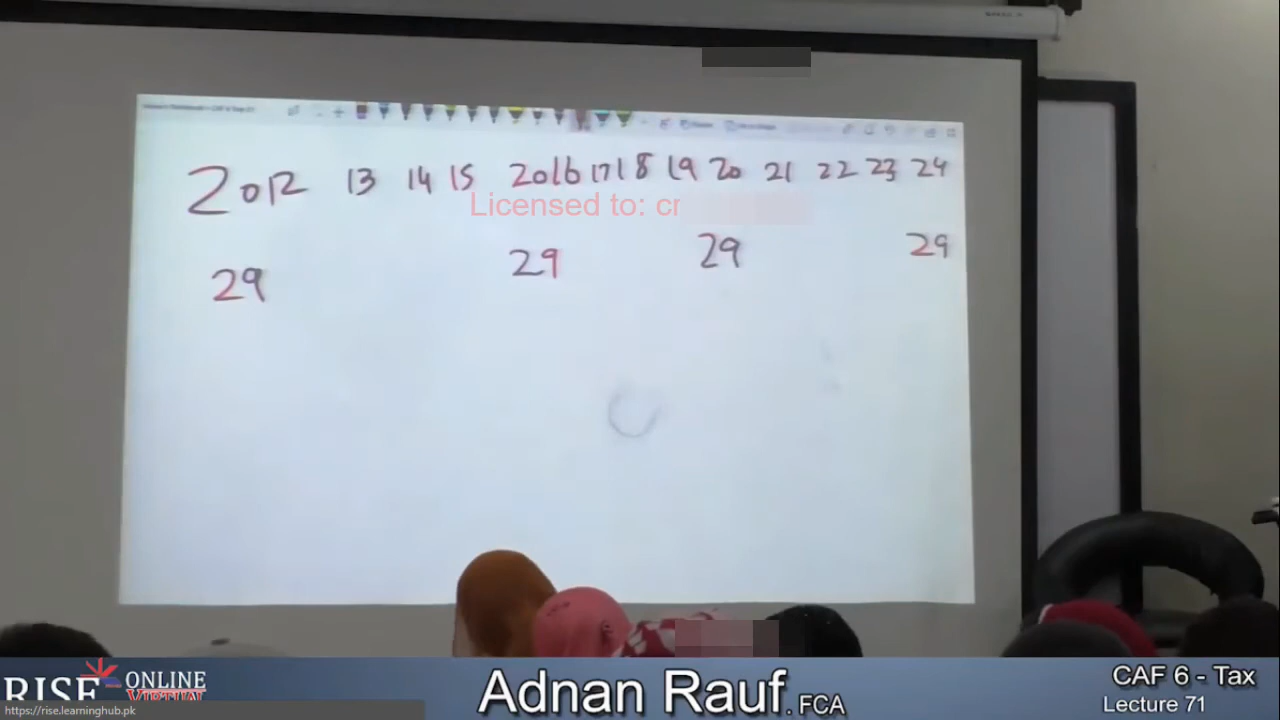 2012 13 14 15 2016 17 18 19 20 21 22 23 24
Licensed to: cr
29 29 29 29
RISE ONLINE
VIRTUAL
Adnan Rauf. FCA
CAF 6 - Tax
Lecture 71
https://rise.learninghub.pk